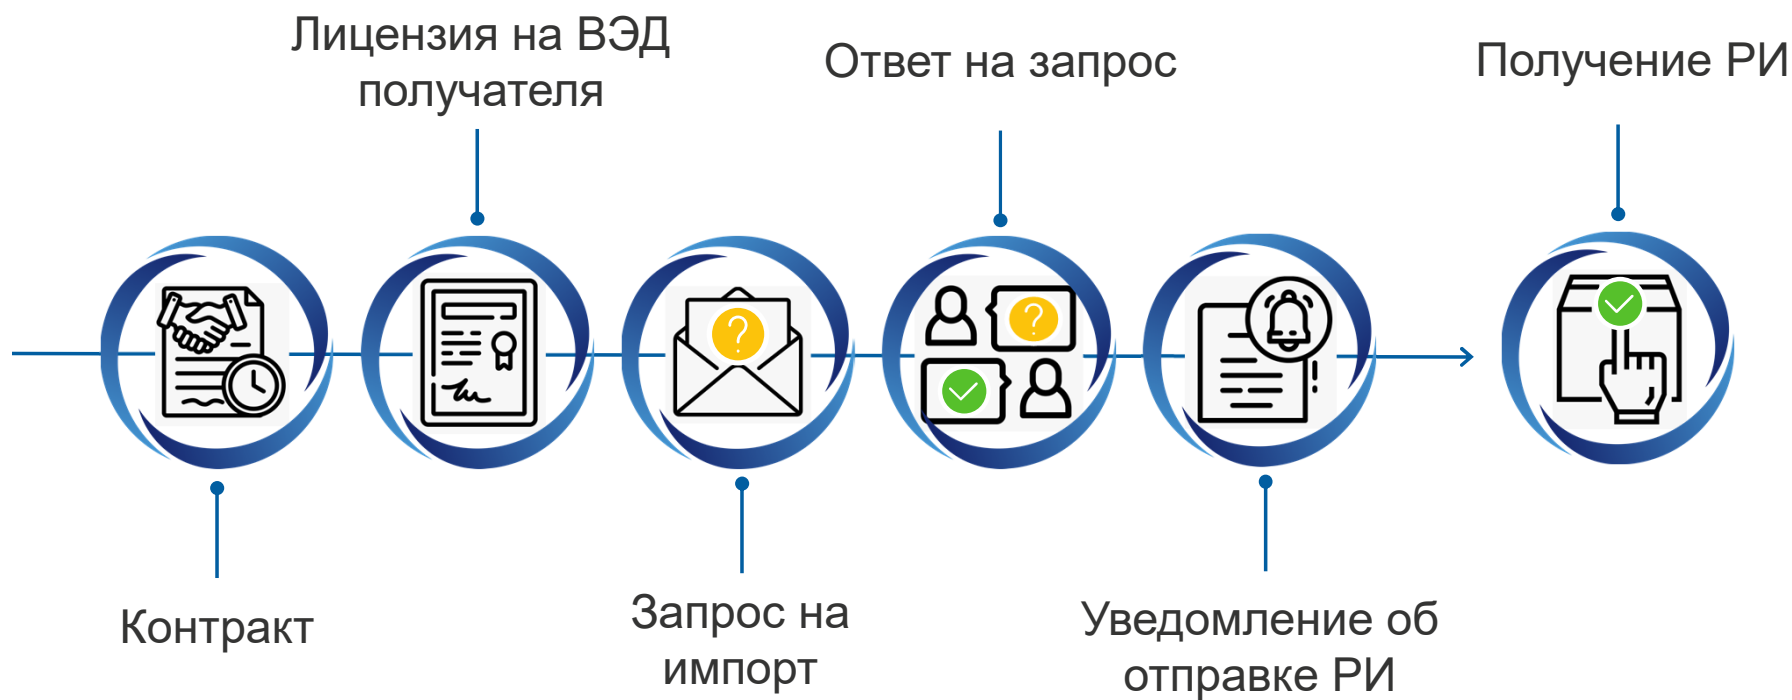 Лицензия на ВЭД
получателя
Ответ на запрос
Получение РИ
Контракт
Запрос на
импорт
Уведомление об
отправке РИ